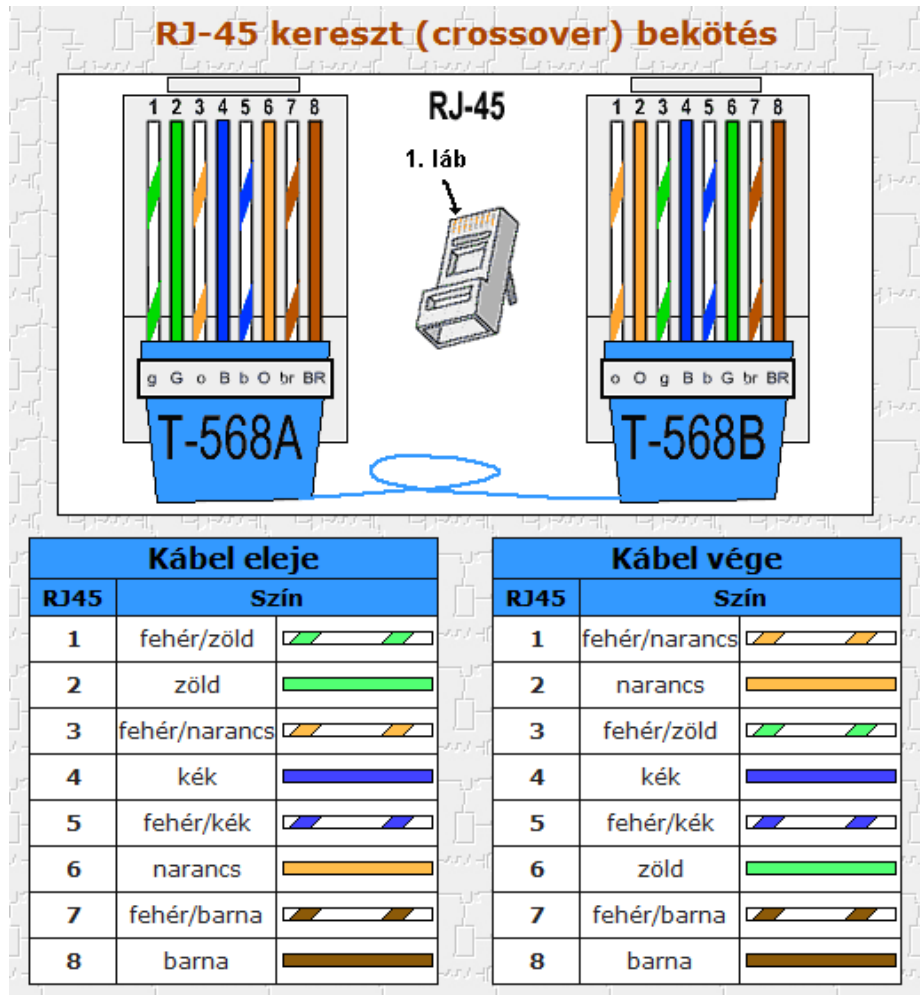 RJ-45 kereszt (crossover) bekötés
1 2 3 4 5 6 7 8
RJ-45
1. láb
1 2 3 4 5 6 7 8
g G o B b O br BR
o O g B b G br BR
T-568A
T-568B
Kábel eleje
RJ45 Szín
1 fehér/zöld
2 zöld
3 fehér/narancs
4 kék
5 fehér/kék
6 narancs
7 fehér/barna
8 barna
Kábel vége
RJ45 Szín
1 fehér/narancs
2 narancs
3 fehér/zöld
4 kék
5 fehér/kék
6 zöld
7 fehér/barna
8 barna